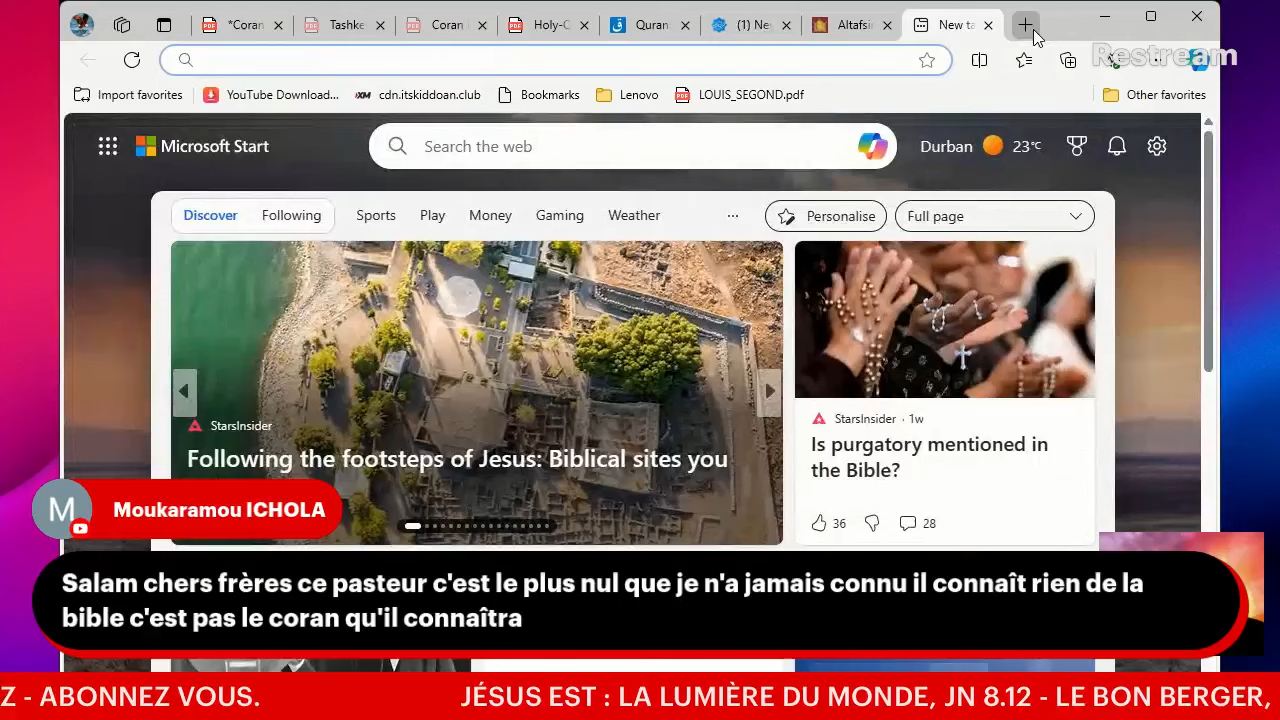 *Coran
Tashke
Coran
Holy-C
Quran
(1) Ne
Altafsi
New ta
Restream
Import favorites
YouTube Download...
cdn.itskiddoan.club
Bookmarks
Lenovo
LOUIS_SEGOND.pdf
Other favorites
Microsoft Start
Search the web
Durban
23°C
Discover
Following
Sports
Play
Money
Gaming
Weather
...
Personalise
Full page
StarsInsider
Following the footsteps of Jesus: Biblical sites you
StarsInsider · 1w
Is purgatory mentioned in
the Bible?
36
28
M
Moukaramou ICHOLA
Salam chers frères ce pasteur c'est le plus nul que je n'a jamais connu il connaît rien de la
bible c'est pas le coran qu'il connaîtra
Z - ABONNEZ VOUS.
JÉSUS EST : LA LUMIÈRE DU MONDE, JN 8.12 - LE BON BERGER,